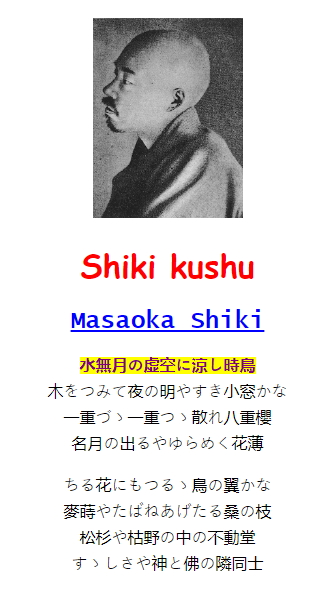 Shiki kushu
Masaoka Shiki
水無月の虚空に涼し時鳥
木をつみて夜の明やすき小窓かな
一重づゝ一重つゝ散れ八重櫻
名月の出るやゆらめく花薄
ちる花にもつるゝ鳥の翼かな
麥蒔やたばねあげたる桑の枝
松杉や枯野の中の不動堂
すゝしさや神と佛の隣同士